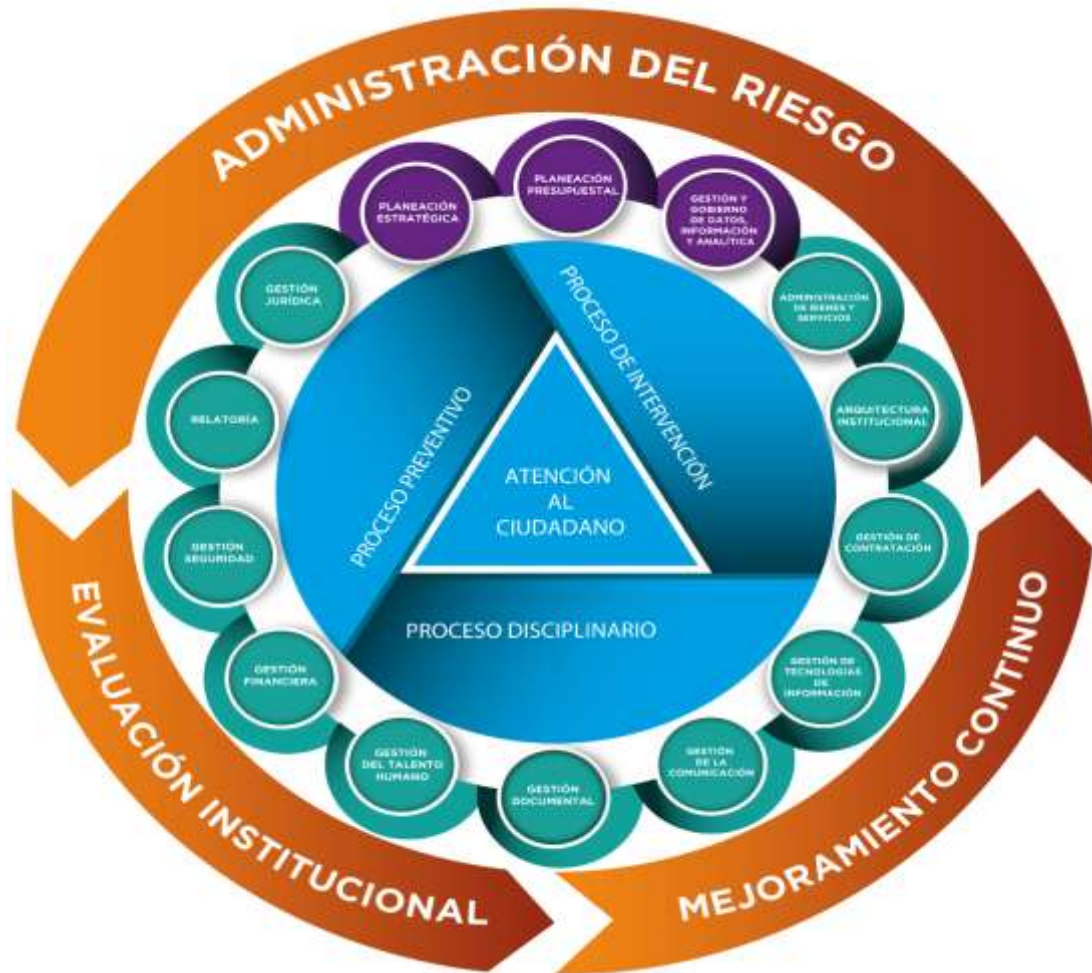 ADMINISTRACIÓN DEL RIESGO
PLANEACIÓN
ESTRATÉGICA
PLANEACIÓN
PRESUPUESTAL
GESTIÓN Y
GOBIERNO
DE DATOS,
INFORMACIÓN
Y ANALÍTICA
ADMINISTRACIÓN
DE BIENES Y
SERVICIOS
ARQUITECTURA
INSTITUCIONAL
GESTIÓN DE
CONTRATACIÓN
GESTIÓN DE
TECNOLOGÍAS
DE
INFORMACIÓN
GESTIÓN
DE LA
COMUNICACIÓN
GESTIÓN
DOCUMENTAL
GESTIÓN
DEL TALENTO
HUMANO
GESTIÓN
FINANCIERA
GESTIÓN
SEGURIDAD
RELATORÍA
GESTIÓN
JURÍDICA
PROCESO PREVENTIVO
PROCESO DE INTERVENCIÓN
ATENCIÓN
AL
CIUDADANO
PROCESO DISCIPLINARIO
EVALUACIÓN INSTITUCIONAL
MEJORAMIENTO CONTINUO